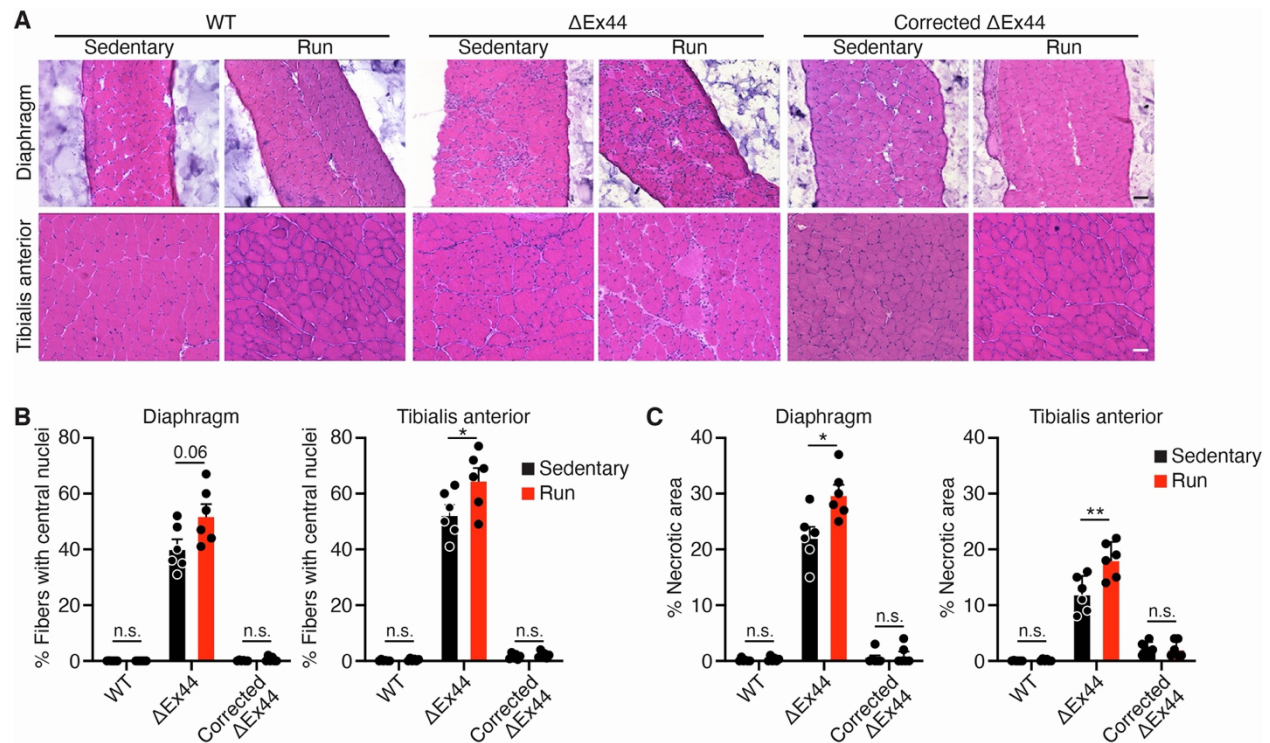 A
WT
ΔEx44
Corrected ΔEx44
Sedentary
Run
Sedentary
Run
Sedentary
Run
Diaphragm
Tibialis anterior
B
Diaphragm
% Fibers with central nuclei
80
60
40
20
0
n.s.
0.06
n.s.
WT
ΔEx44
Corrected
ΔEx44
Tibialis anterior
% Fibers with central nuclei
80
60
40
20
0
n.s.
*
n.s.
WT
ΔEx44
Corrected
ΔEx44
Sedentary
Run
C
Diaphragm
% Necrotic area
40
30
20
10
0
n.s.
*
n.s.
WT
ΔEx44
Corrected
ΔEx44
Tibialis anterior
% Necrotic area
40
30
20
10
0
n.s.
**
n.s.
WT
ΔEx44
Corrected
ΔEx44
Sedentary
Run